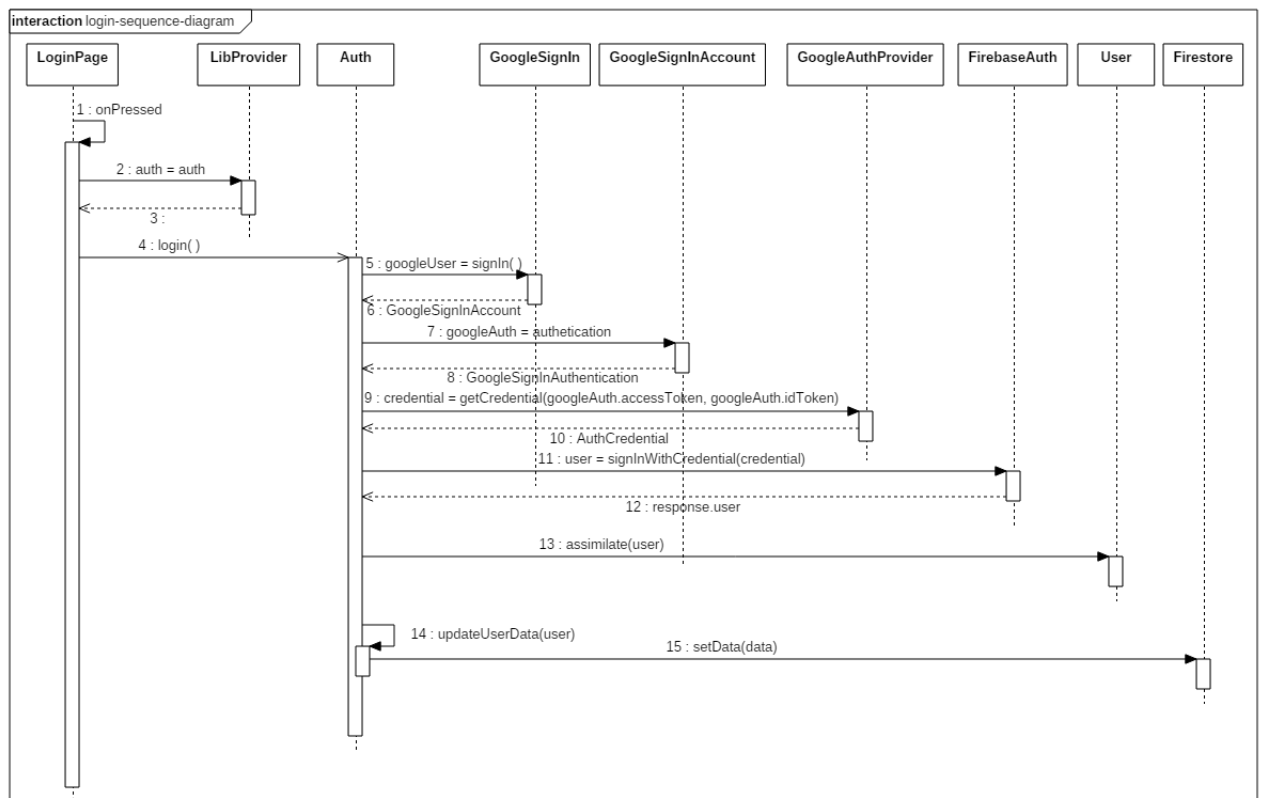 interaction login-sequence-diagram
LoginPage
LibProvider
Auth
GoogleSignIn
GoogleSignInAccount
GoogleAuthProvider
FirebaseAuth
User
Firestore
1 : onPressed
2 : auth = auth
3 :
4 : login( )
5 : googleUser = signIn( )
6 : GoogleSignInAccount
7 : googleAuth = authetication
8 : GoogleSignInAuthentication
9 : credential = getCredential(googleAuth.accessToken, googleAuth.idToken)
10 : AuthCredential
11 : user = signInWithCredential(credential)
12 : response.user
13 : assimilate(user)
14 : updateUserData(user)
15 : setData(data)